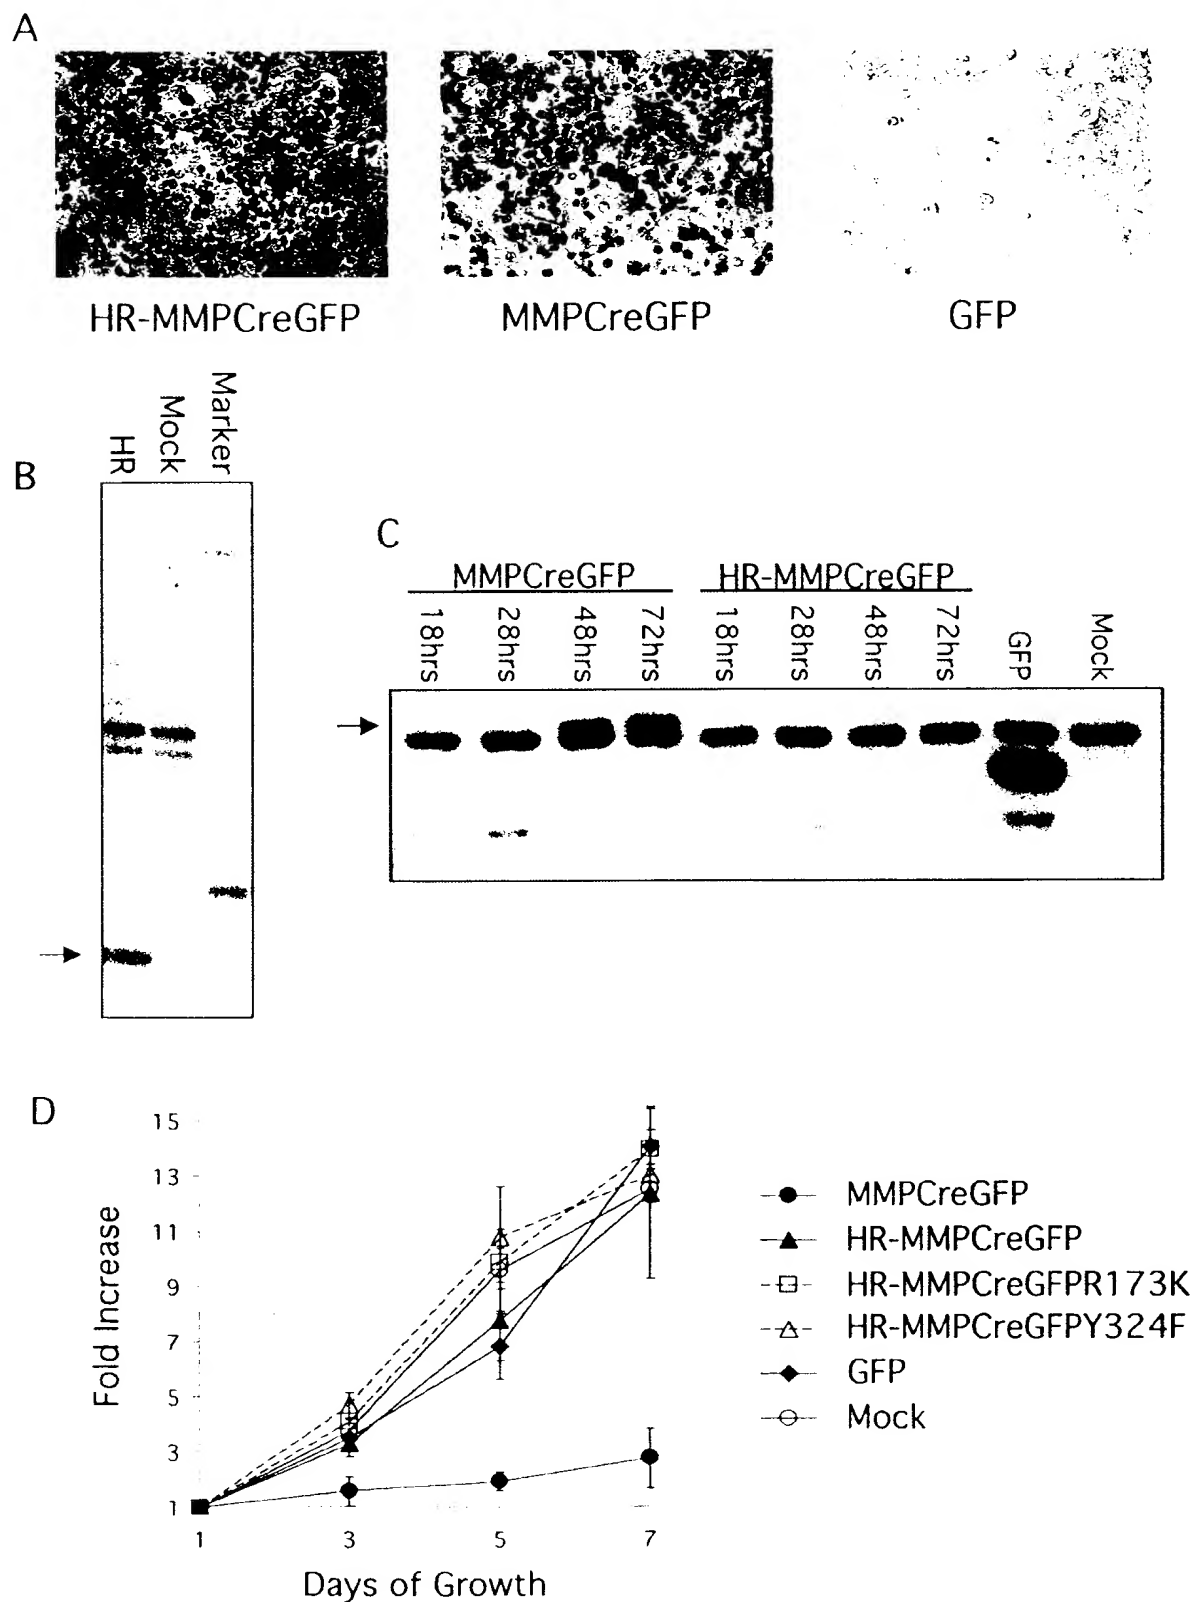 A
HR-MMPCreGFP
MMPCreGFP
GFP
B
HR
Mock
Marker
C
MMPCreGFP
HR-MMPCreGFP
18hrs
28hrs
48hrs
72hrs
18hrs
28hrs
48hrs
72hrs
GFP
Mock
D
Fold Increase
15
13
11
9
7
5
3
1
1
3
5
7
Days of Growth
MMPCreGFP
HR-MMPCreGFP
HR-MMPCreGFPR173K
HR-MMPCreGFPY324F
GFP
Mock